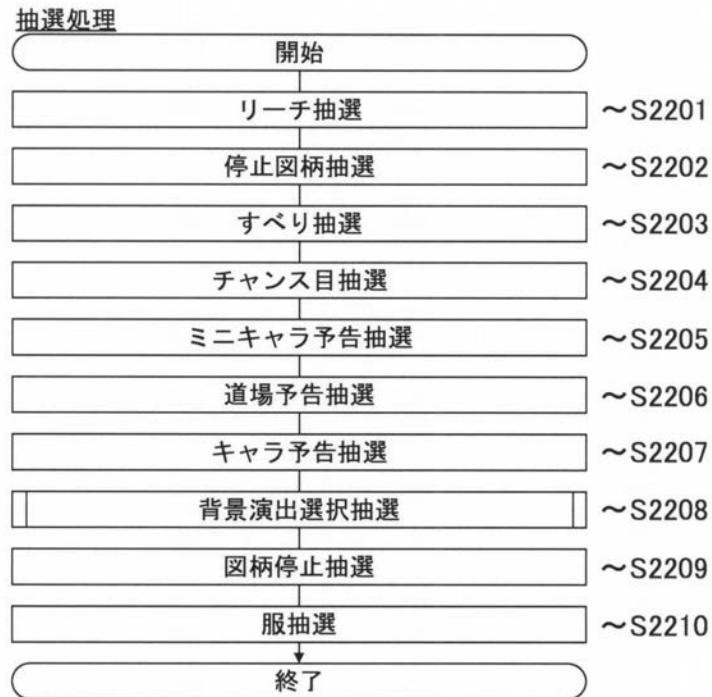 抽選処理
開始
リーチ抽選 ～S2201
停止図柄抽選 ～S2202
すべり抽選 ～S2203
チャンス目抽選 ～S2204
ミニキャラ予告抽選 ～S2205
道場予告抽選 ～S2206
キャラ予告抽選 ～S2207
背景演出選択抽選 ～S2208
図柄停止抽選 ～S2209
服抽選 ～S2210
終了